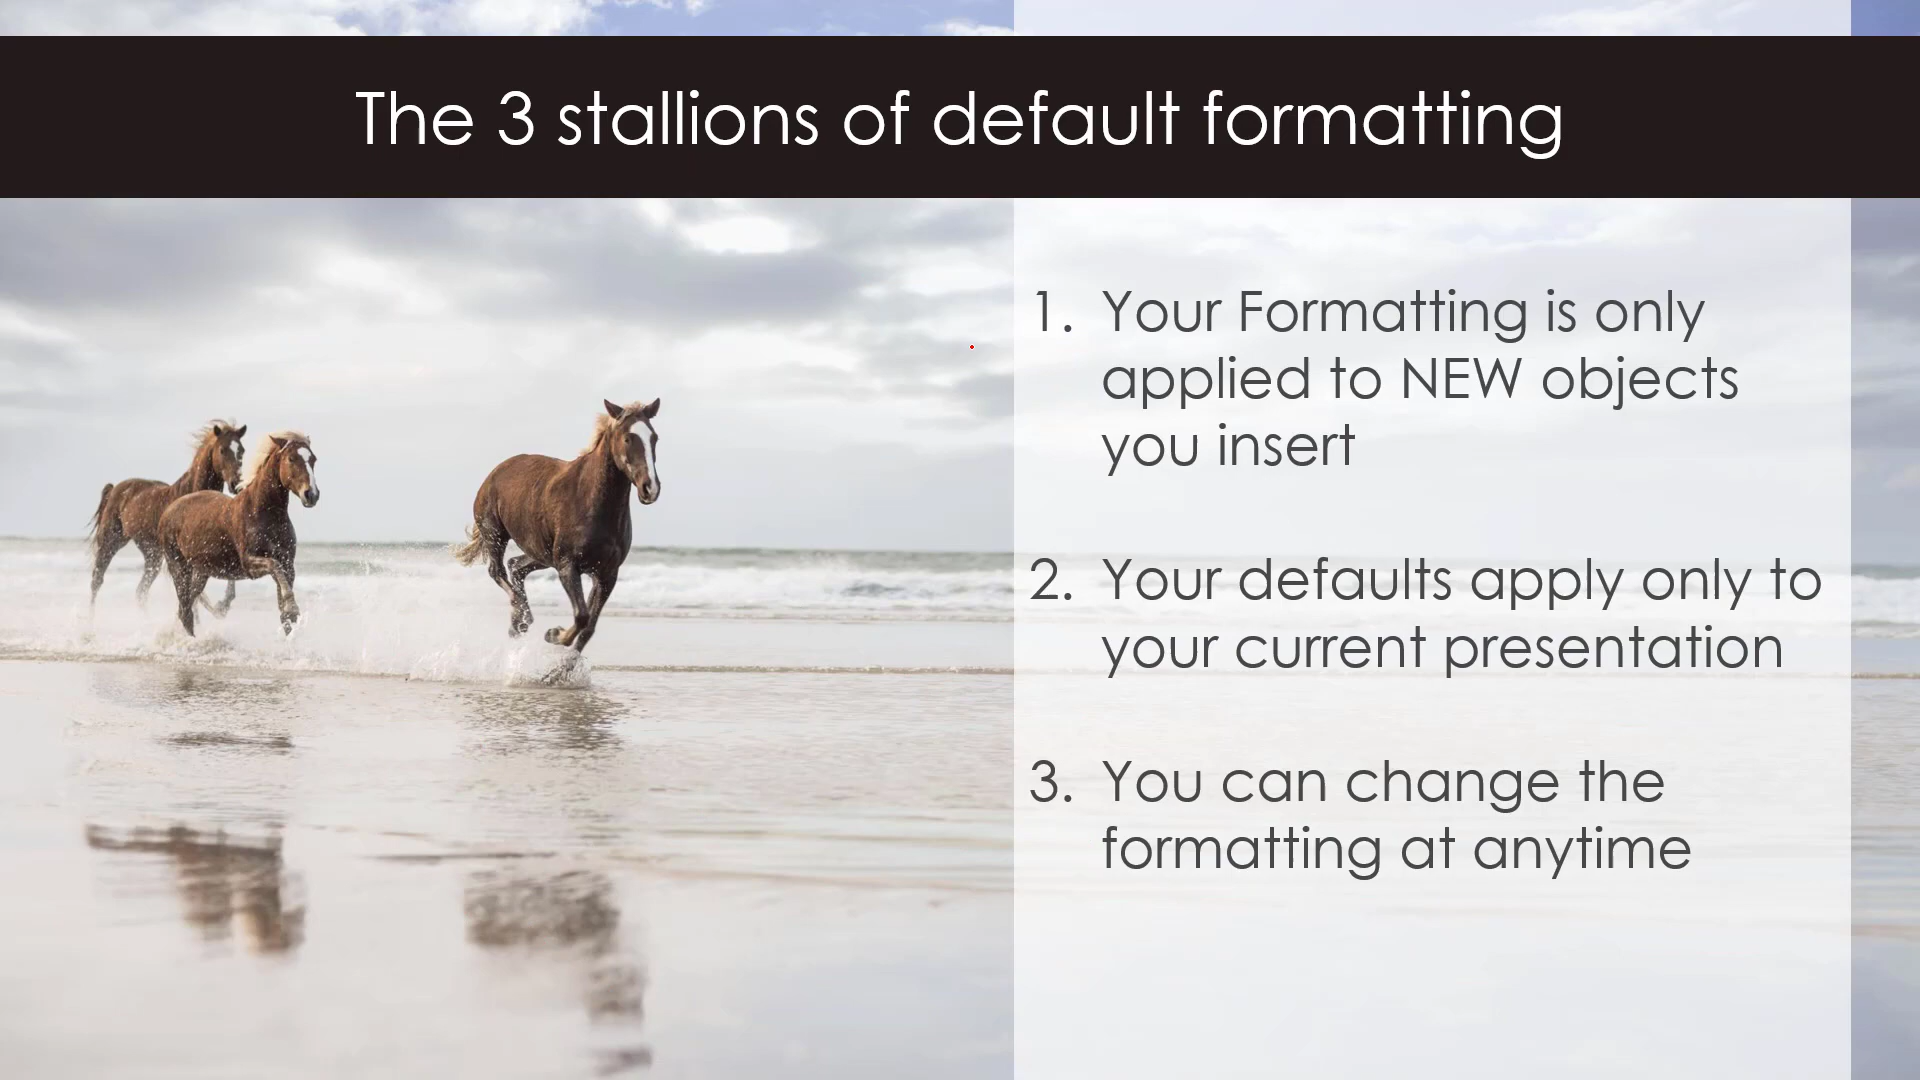 The 3 stallions of default formatting
1. Your Formatting is only
applied to NEW objects
you insert
2. Your defaults apply only to
your current presentation
3. You can change the
formatting at anytime